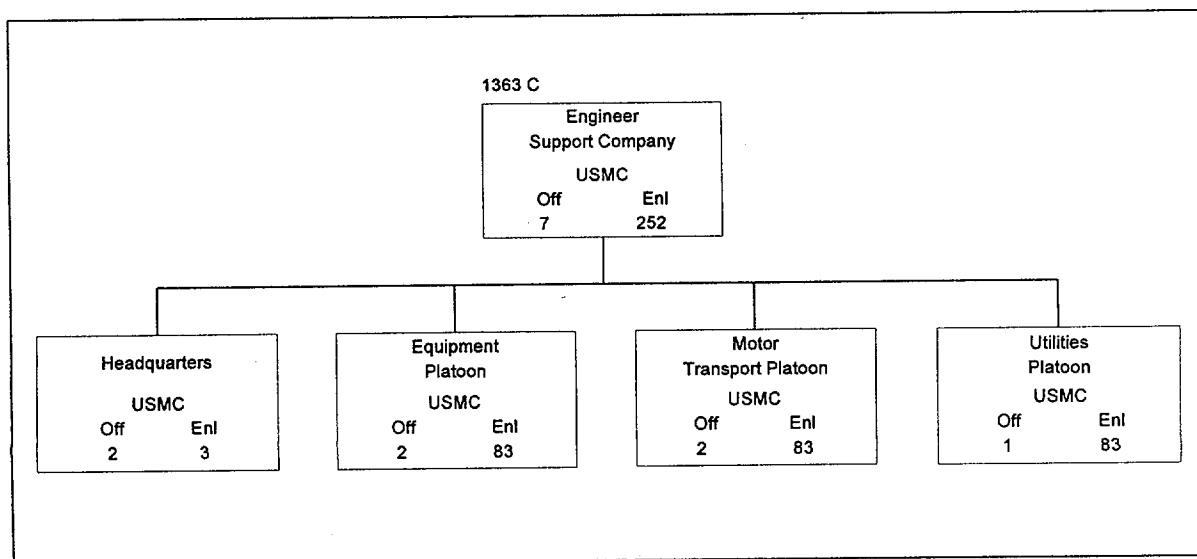 1363 C
Engineer
Support Company
USMC
Off Enl
7 252
Headquarters
USMC
Off Enl
2 3
Equipment
Platoon
USMC
Off Enl
2 83
Motor
Transport Platoon
USMC
Off Enl
2 83
Utilities
Platoon
USMC
Off Enl
1 83